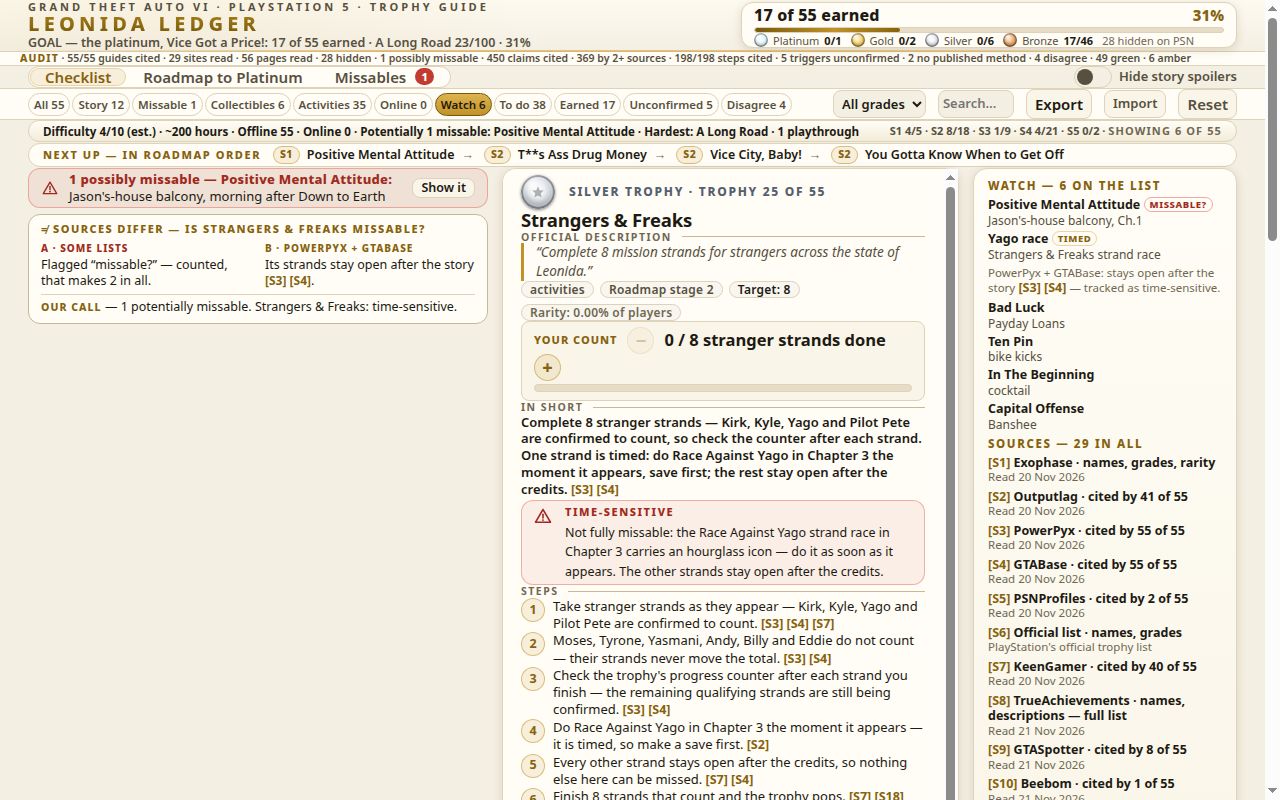 GRAND THEFT AUTO VI · PLAYSTATION 5 · TROPHY GUIDE
LEONIDA LEDGER
GOAL — the platinum, Vice Got a Price!: 17 of 55 earned · A Long Road 23/100 · 31%
17 of 55 earned 31%
Platinum 0/1 Gold 0/2 Silver 0/6 Bronze 17/46 28 hidden on PSN
AUDIT · 55/55 guides cited · 29 sites read · 56 pages read · 28 hidden · 1 possibly missable · 450 claims cited · 369 by 2+ sources · 198/198 steps cited · 5 triggers unconfirmed · 2 no published method · 4 disagree · 49 green · 6 amber
Checklist Roadmap to Platinum Missables 1 Hide story spoilers
All 55 Story 12 Missable 1 Collectibles 6 Activities 35 Online 0 Watch 6 To do 38 Earned 17 Unconfirmed 5 Disagree 4 All grades Search... Export Import Reset
Difficulty 4/10 (est.) · ~200 hours · Offline 55 · Online 0 · Potentially 1 missable: Positive Mental Attitude · Hardest: A Long Road · 1 playthrough S1 4/5 · S2 8/18 · S3 1/9 · S4 4/21 · S5 0/2 · SHOWING 6 OF 55
NEXT UP — IN ROADMAP ORDER S1 Positive Mental Attitude → S2 T**s Ass Drug Money → S2 Vice City, Baby! → S2 You Gotta Know When to Get Off
1 possibly missable — Positive Mental Attitude:
Jason's-house balcony, morning after Down to Earth
Show it
≠ SOURCES DIFFER — IS STRANGERS & FREAKS MISSABLE?
A · SOME LISTS
Flagged “missable?” — counted,
that makes 2 in all.
B · POWERPYX + GTABASE
Its strands stay open after the story
[S3] [S4].
OUR CALL — 1 potentially missable. Strangers & Freaks: time-sensitive.
SILVER TROPHY · TROPHY 25 OF 55
Strangers & Freaks
OFFICIAL DESCRIPTION
“Complete 8 mission strands for strangers across the state of
Leonida.”
activities Roadmap stage 2 Target: 8
Rarity: 0.00% of players
YOUR COUNT − 0 / 8 stranger strands done
+
IN SHORT
Complete 8 stranger strands — Kirk, Kyle, Yago and Pilot Pete
are confirmed to count, so check the counter after each strand.
One strand is timed: do Race Against Yago in Chapter 3 the
moment it appears, save first; the rest stay open after the
credits. [S3] [S4]
TIME-SENSITIVE
Not fully missable: the Race Against Yago strand race in
Chapter 3 carries an hourglass icon — do it as soon as it
appears. The other strands stay open after the credits.
STEPS
1 Take stranger strands as they appear — Kirk, Kyle, Yago and
Pilot Pete are confirmed to count. [S3] [S4] [S7]
2 Moses, Tyrone, Yasmani, Andy, Billy and Eddie do not count
— their strands never move the total. [S3] [S4]
3 Check the trophy's progress counter after each strand you
finish — the remaining qualifying strands are still being
confirmed. [S3] [S4]
4 Do Race Against Yago in Chapter 3 the moment it appears —
it is timed, so make a save first. [S2]
5 Every other strand stays open after the credits, so nothing
else here can be missed. [S7] [S4]
6 Finish 8 strands that count and the trophy pops. [S7] [S18]
WATCH — 6 ON THE LIST
Positive Mental Attitude MISSABLE?
Jason's-house balcony, Ch.1
Yago race TIMED
Strangers & Freaks strand race
PowerPyx + GTABase: stays open after the
story [S3] [S4] — tracked as time-sensitive.
Bad Luck
Payday Loans
Ten Pin
bike kicks
In The Beginning
cocktail
Capital Offense
Banshee
SOURCES — 29 IN ALL
[S1] Exophase · names, grades, rarity
Read 20 Nov 2026
[S2] Outputlag · cited by 41 of 55
Read 20 Nov 2026
[S3] PowerPyx · cited by 55 of 55
Read 20 Nov 2026
[S4] GTABase · cited by 55 of 55
Read 20 Nov 2026
[S5] PSNProfiles · cited by 2 of 55
Read 20 Nov 2026
[S6] Official list · names, grades
PlayStation's official trophy list
[S7] KeenGamer · cited by 40 of 55
Read 20 Nov 2026
[S8] TrueAchievements · names,
descriptions — full list
Read 21 Nov 2026
[S9] GTASpotter · cited by 8 of 55
Read 21 Nov 2026
[S10] Beebom · cited by 1 of 55
Read 21 Nov 2026